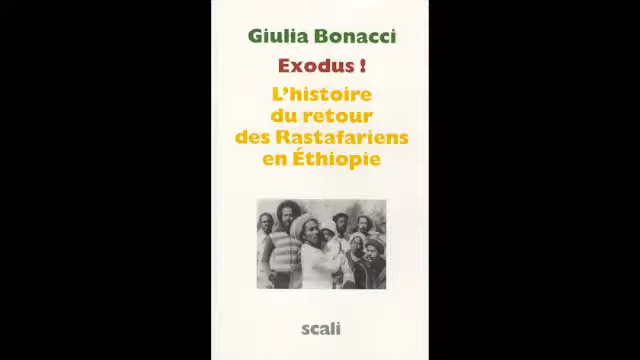 Giulia Bonacci
Exodus !
L'histoire
du retour
des Rastafariens
en Éthiopie
scali